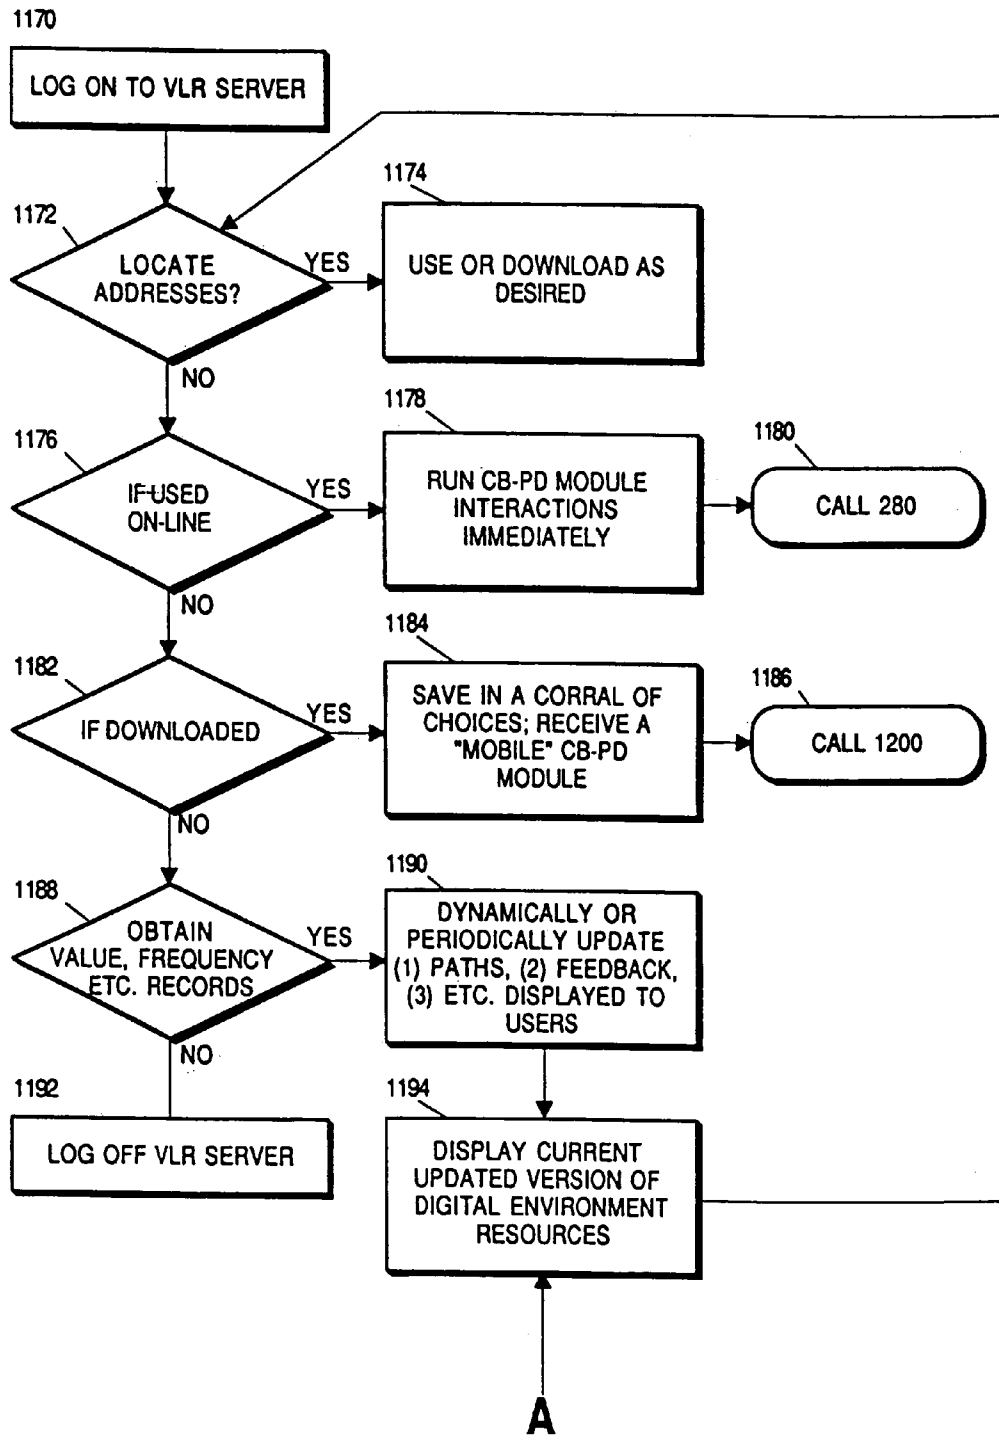 1170
LOG ON TO VLR SERVER
1172
LOCATE
ADDRESSES?
YES
NO
1174
USE OR DOWNLOAD AS
DESIRED
1176
IF USED
ON-LINE
YES
NO
1178
RUN CB-PD MODULE
INTERACTIONS
IMMEDIATELY
1180
CALL 280
1182
IF DOWNLOADED
YES
NO
1184
SAVE IN A CORRAL OF
CHOICES; RECEIVE A
"MOBILE" CB-PD
MODULE
1186
CALL 1200
1188
OBTAIN
VALUE, FREQUENCY
ETC. RECORDS
YES
NO
1190
DYNAMICALLY OR
PERIODICALLY UPDATE
(1) PATHS, (2) FEEDBACK,
(3) ETC. DISPLAYED TO
USERS
1192
LOG OFF VLR SERVER
1194
DISPLAY CURRENT
UPDATED VERSION OF
DIGITAL ENVIRONMENT
RESOURCES
A